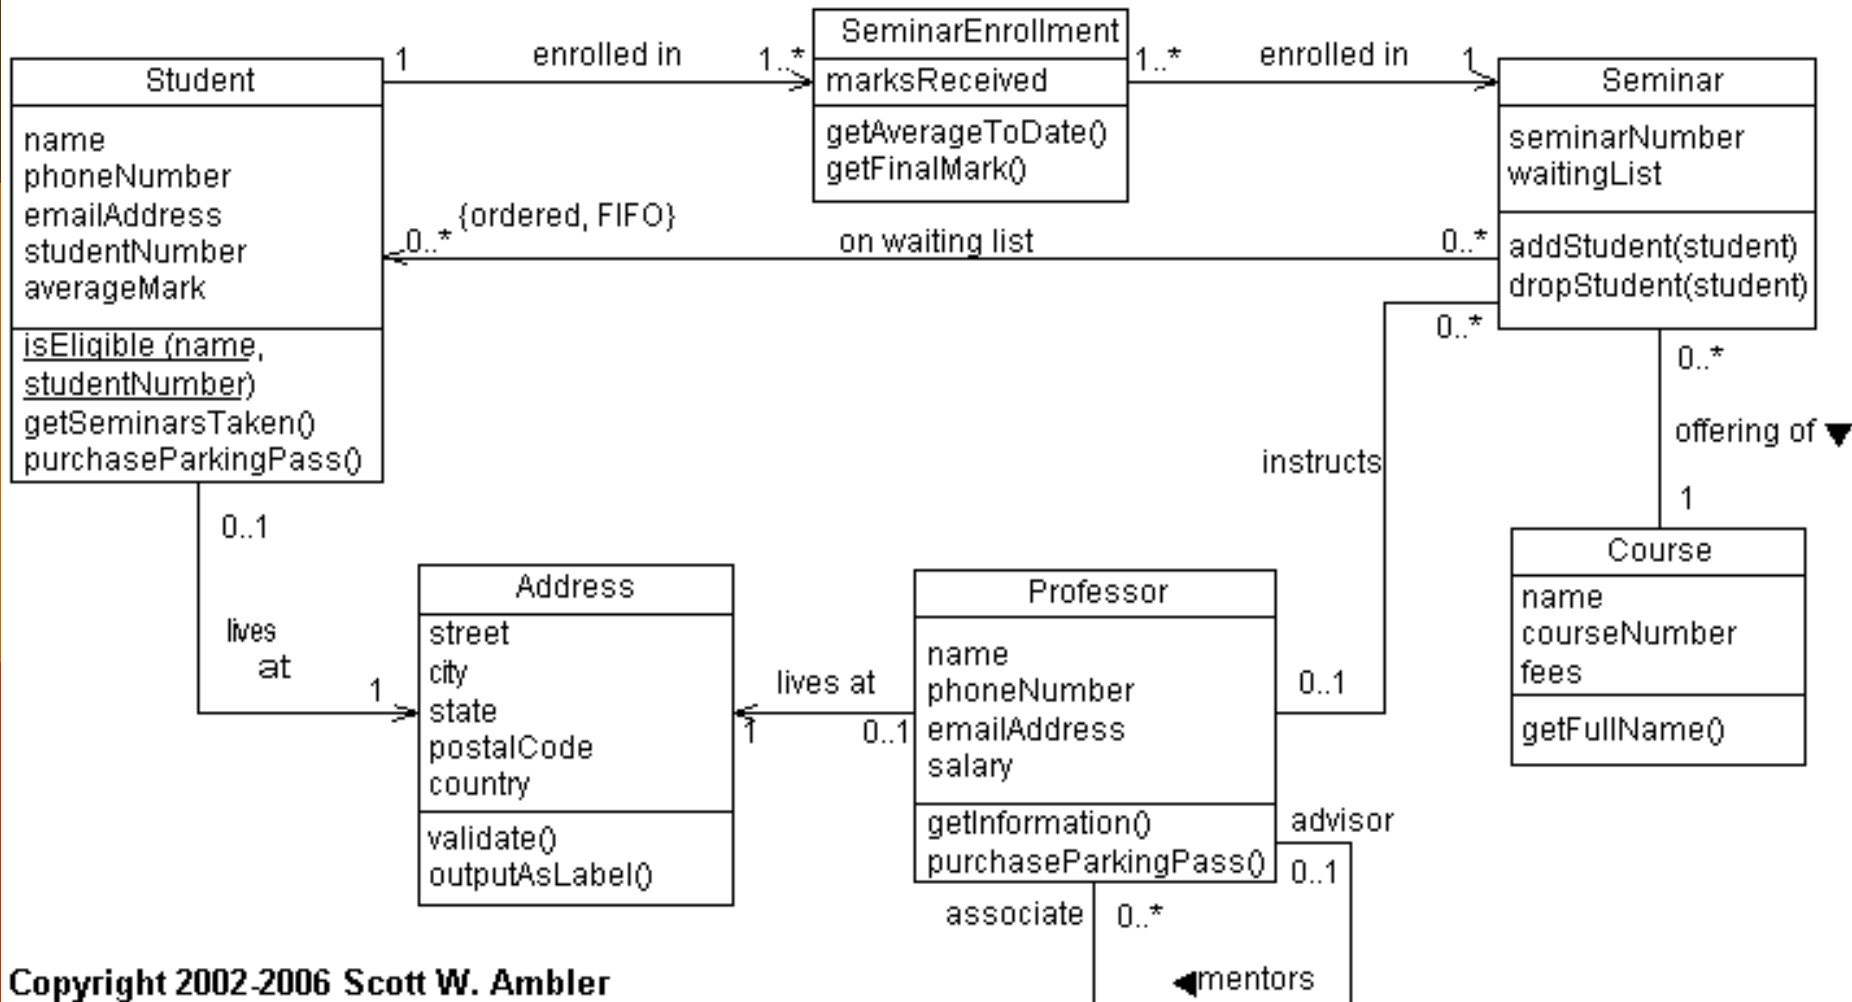 SeminarEnrollment
marksReceived
getAverageToDate()
getFinalMark()
1
enrolled in
1..*
1..*
enrolled in
1
Student
name
phoneNumber
emailAddress
studentNumber
averageMark
isEligible (name,
studentNumber)
getSeminarsTaken()
purchaseParkingPass()
Seminar
seminarNumber
waitingList
addStudent(student)
dropStudent(student)
0..*
{ordered, FIFO}
on waiting list
0..*
0..*
0..*
offering of
1
instructs
0..1
0..1
lives
at
1
Address
street
city
state
postalCode
country
validate()
outputAsLabel()
lives at
1
0..1
Professor
name
phoneNumber
emailAddress
salary
getInformation()
purchaseParkingPass()
Course
name
courseNumber
fees
getFullName()
advisor
0..1
associate
0..*
mentors
Copyright 2002-2006 Scott W. Ambler